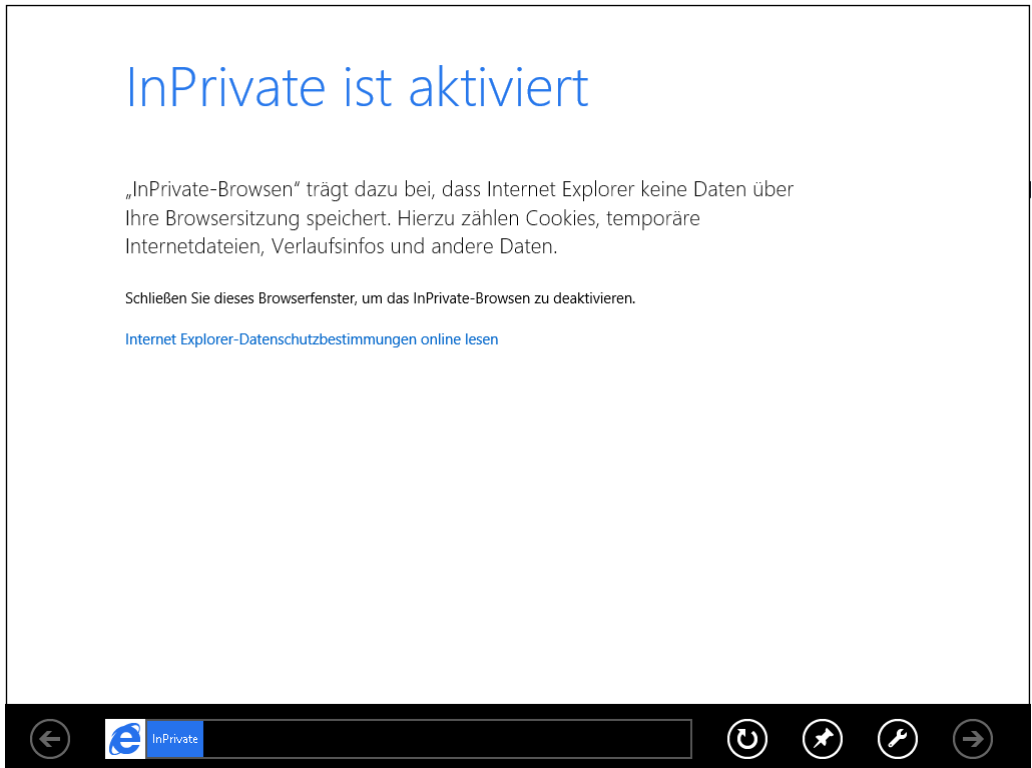 InPrivate ist aktiviert
„InPrivate-Browsen“ trägt dazu bei, dass Internet Explorer keine Daten über
Ihre Browsersitzung speichert. Hierzu zählen Cookies, temporäre
Internetdateien, Verlaufsinfos und andere Daten.
Schließen Sie dieses Browserfenster, um das InPrivate-Browsen zu deaktivieren.
Internet Explorer-Datenschutzbestimmungen online lesen
InPrivate